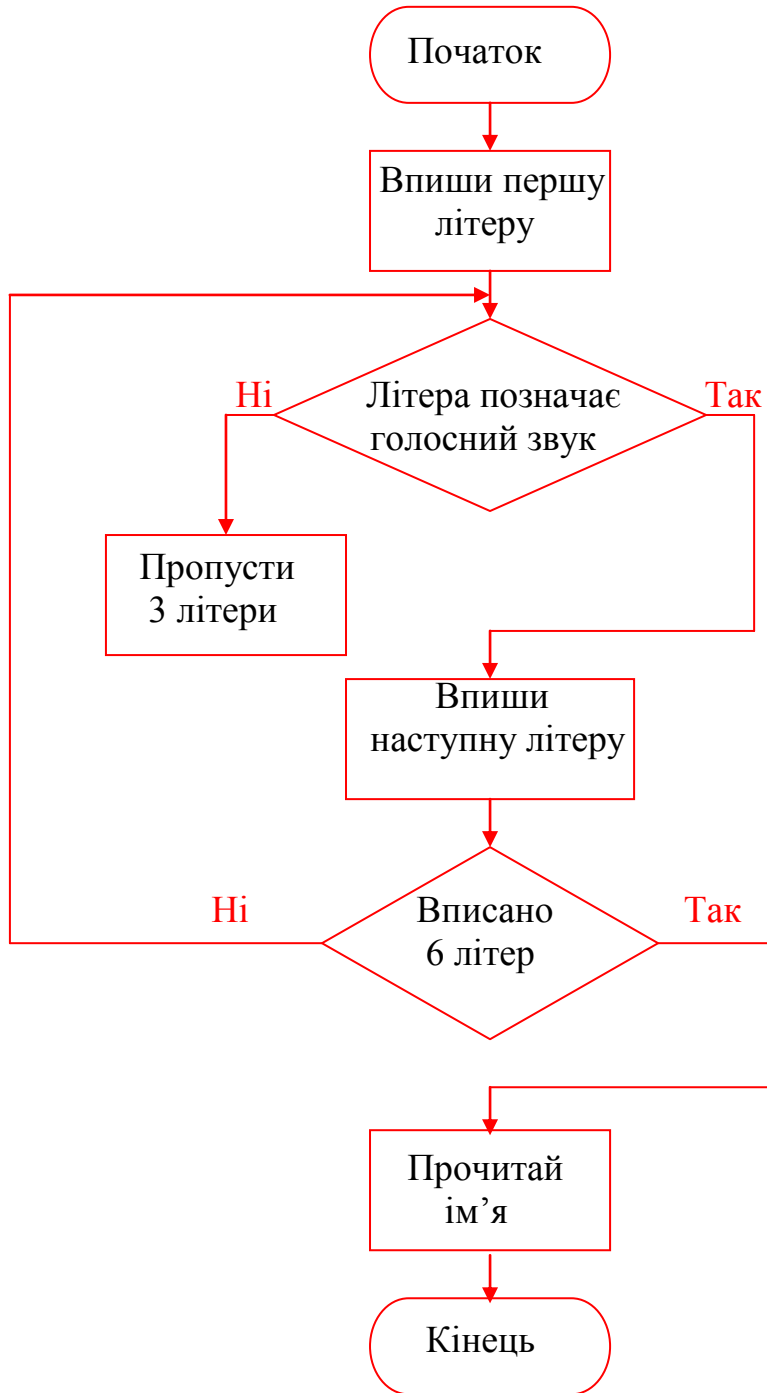 Початок
Впиши першу
літеру
Ні
Літера позначає
голосний звук
Так
Пропусти
3 літери
Впиши
наступну літеру
Ні
Вписано
6 літер
Так
Прочитай
ім’я
Кінець